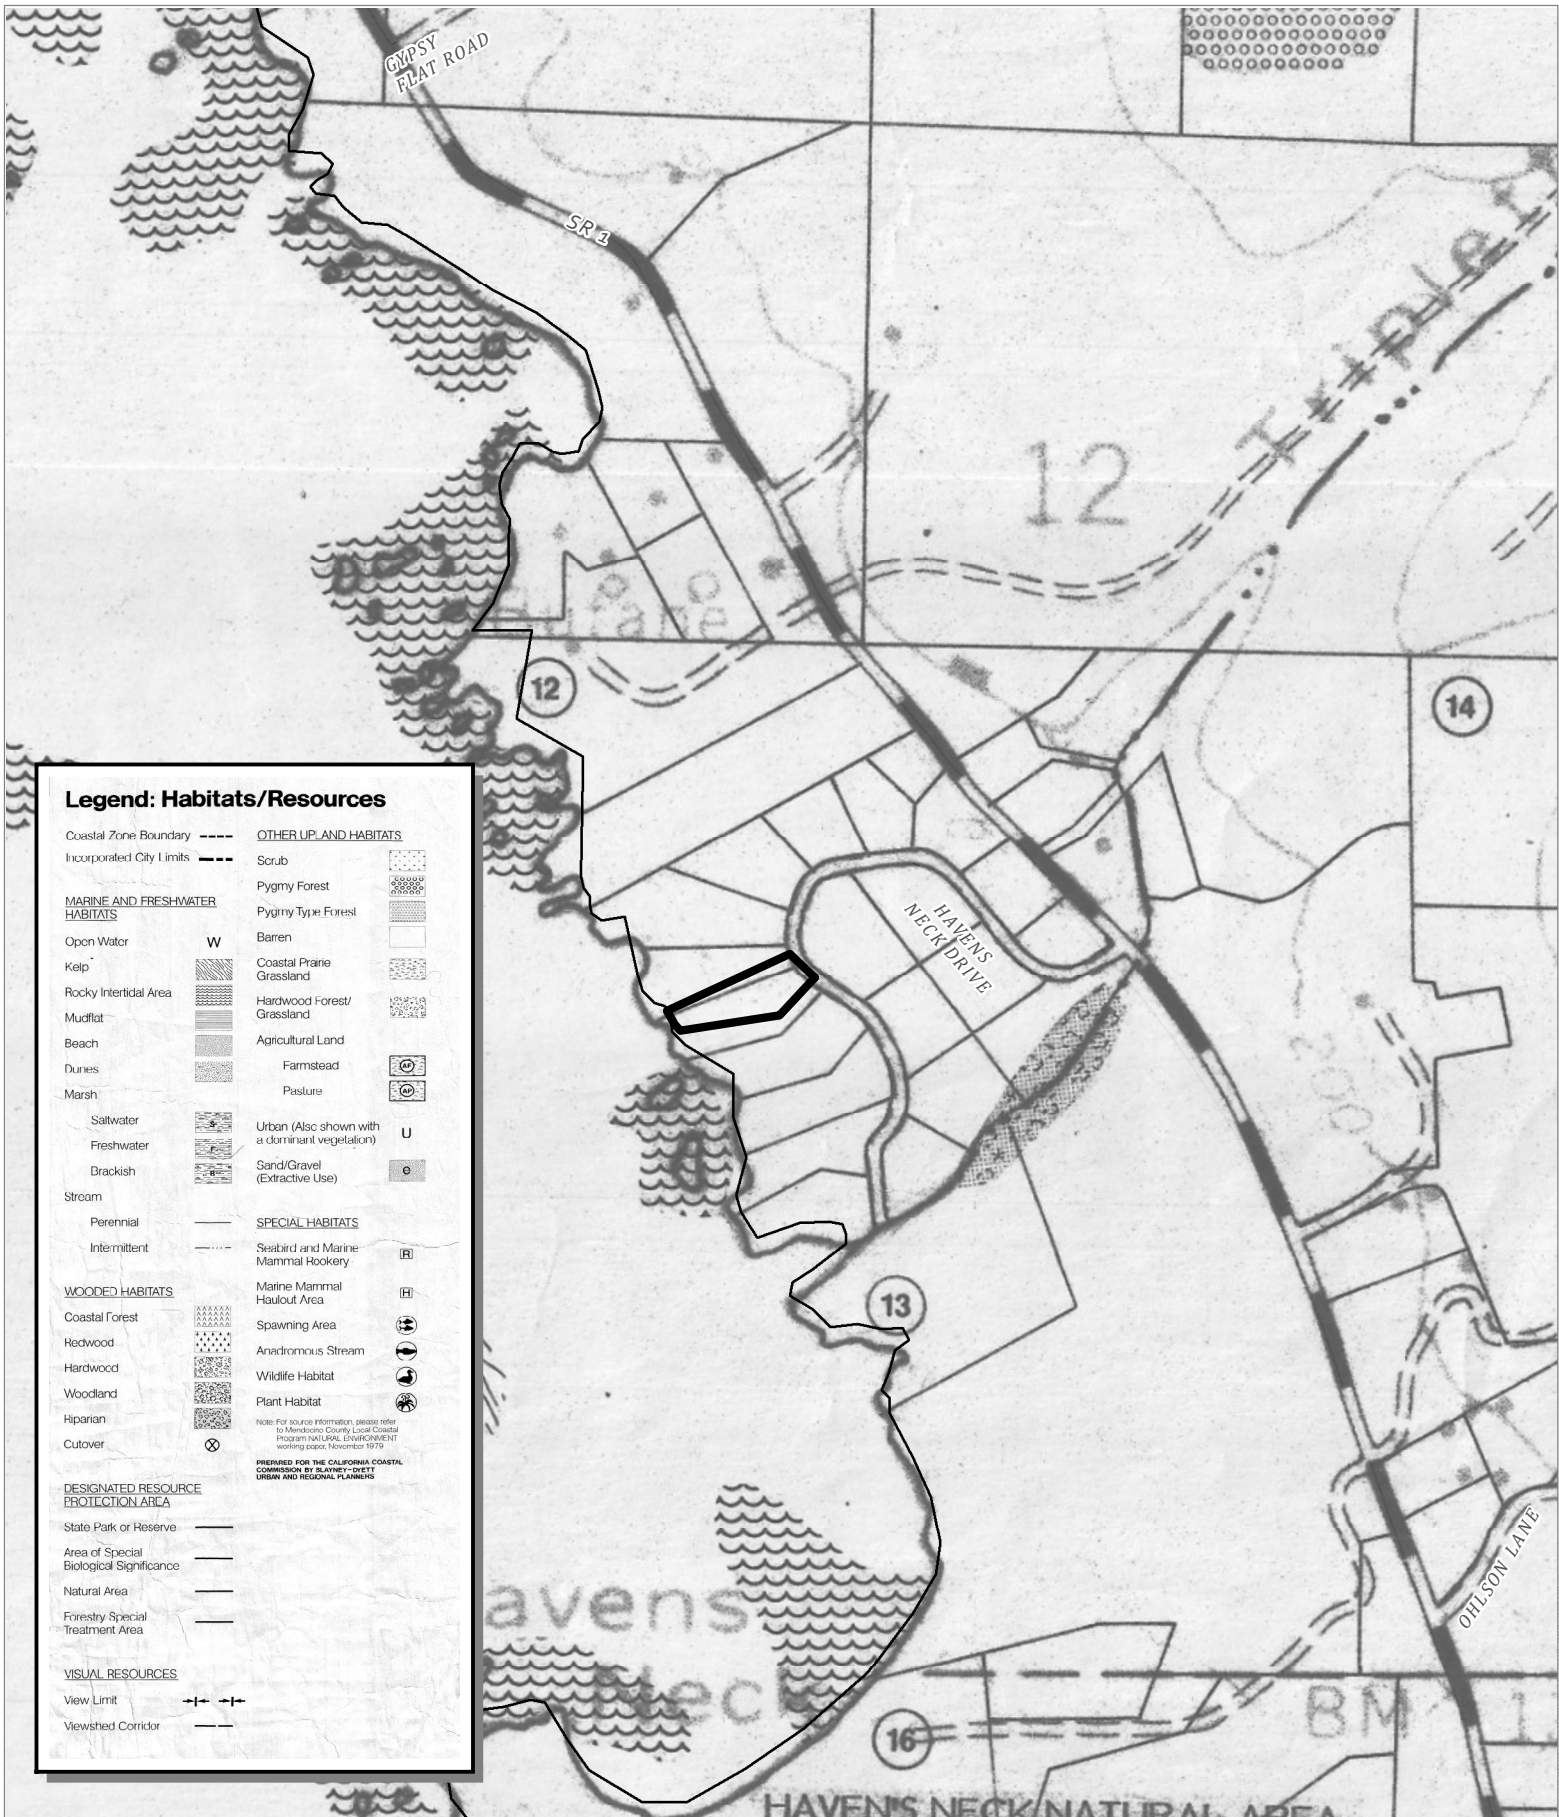 GYPSY
FLAT ROAD
SR 1
Triple
12
12
14
HAVENS
NECK DRIVE
13
OHLSON LANE
avens
Neck
BM
1
16
HAVEN'S NECK NATURAL AREA
Legend: Habitats/Resources
Coastal Zone Boundary
Incorporated City Limits
MARINE AND FRESHWATER
HABITATS
Open Water W
Kelp
Rocky Intertidal Area
Mudflat
Beach
Dunes
Marsh
Saltwater S
Freshwater F
Brackish B
Stream
Perennial
Intermittent
WOODED HABITATS
Coastal Forest
Redwood
Hardwood
Woodland
Riparian
Cutover
DESIGNATED RESOURCE
PROTECTION AREA
State Park or Reserve
Area of Special
Biological Significance
Natural Area
Forestry Special
Treatment Area
VISUAL RESOURCES
View Limit
Viewshed Corridor
OTHER UPLAND HABITATS
Scrub
Pygmy Forest
Pygmy Type Forest
Barren
Coastal Prairie
Grassland
Hardwood Forest/
Grassland
Agricultural Land
Farmstead AF
Pasture AP
Urban (Also shown with
a dominant vegetation) U
Sand/Gravel
(Extractive Use) e
SPECIAL HABITATS
Seabird and Marine
Mammal Rookery R
Marine Mammal
Haulout Area H
Spawning Area
Anadromous Stream
Wildlife Habitat
Plant Habitat
Note: For source information, please refer
to Mendocino County Local Coastal
Program NATURAL ENVIRONMENT
working paper, November 1979
PREPARED FOR THE CALIFORNIA COASTAL
COMMISSION BY BLAYNEY-DYETT
URBAN AND REGIONAL PLANNERS